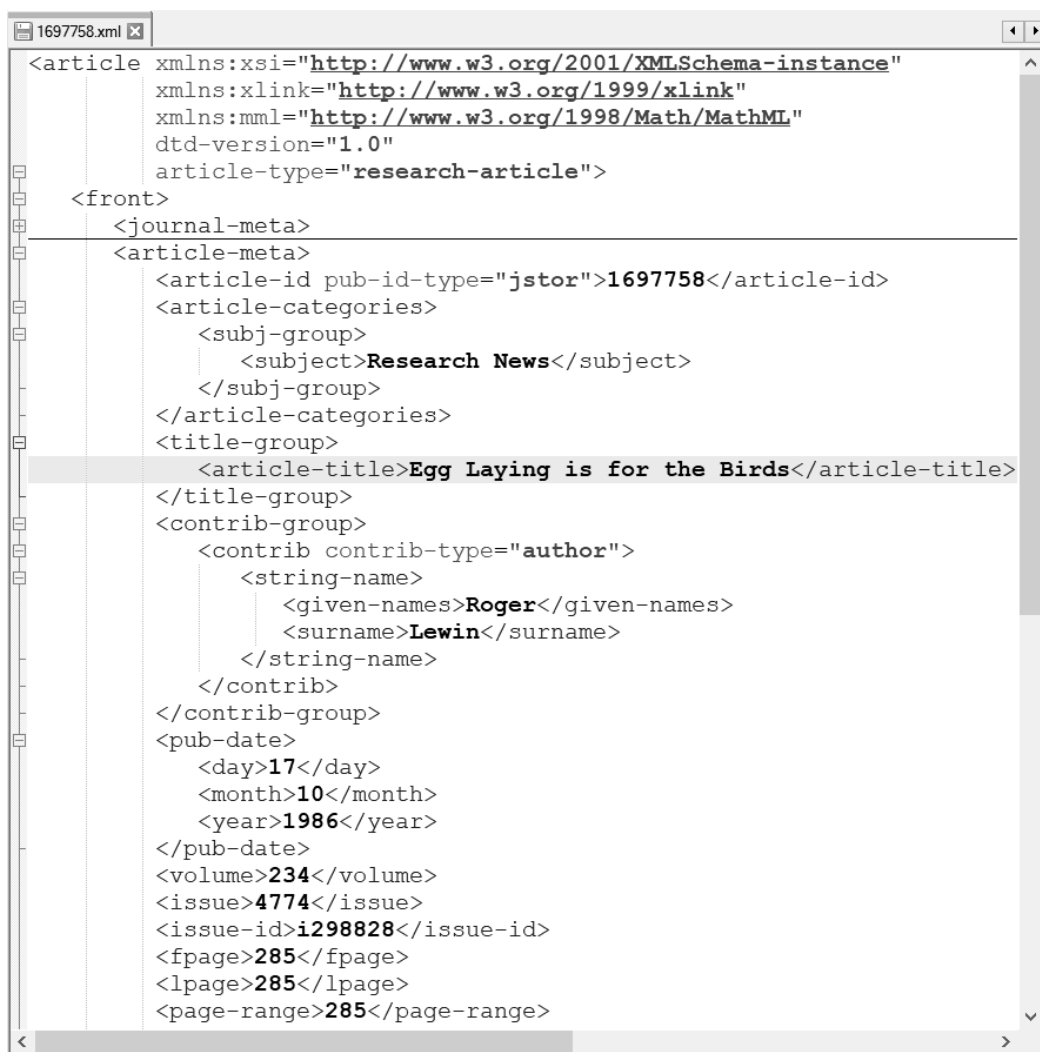 1697758.xml
<article xmlns:xsi="http://www.w3.org/2001/XMLSchema-instance"
xmlns:xlink="http://www.w3.org/1999/xlink"
xmlns:mml="http://www.w3.org/1998/Math/MathML"
dtd-version="1.0"
article-type="research-article">
<front>
<journal-meta>
<article-meta>
<article-id pub-id-type="jstor">1697758</article-id>
<article-categories>
<subj-group>
<subject>Research News</subject>
</subj-group>
</article-categories>
<title-group>
<article-title>Egg Laying is for the Birds</article-title>
</title-group>
<contrib-group>
<contrib contrib-type="author">
<string-name>
<given-names>Roger</given-names>
<surname>Lewin</surname>
</string-name>
</contrib>
</contrib-group>
<pub-date>
<day>17</day>
<month>10</month>
<year>1986</year>
</pub-date>
<volume>234</volume>
<issue>4774</issue>
<issue-id>i298828</issue-id>
<fpage>285</fpage>
<lpage>285</lpage>
<page-range>285</page-range>